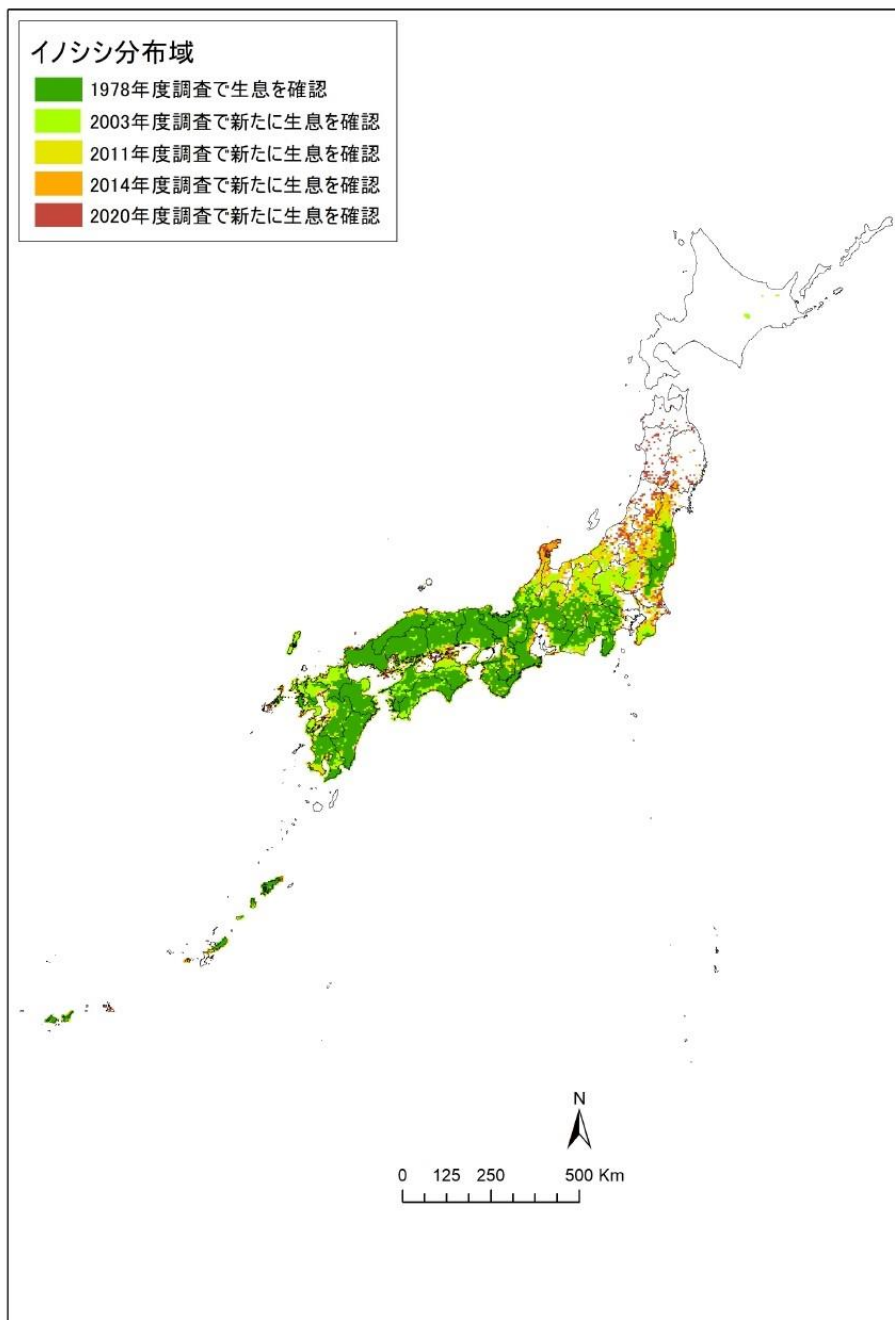 イノシシ分布域
1978年度調査で生息を確認
2003年度調査で新たに生息を確認
2011年度調査で新たに生息を確認
2014年度調査で新たに生息を確認
2020年度調査で新たに生息を確認
N
0 125 250 500 Km